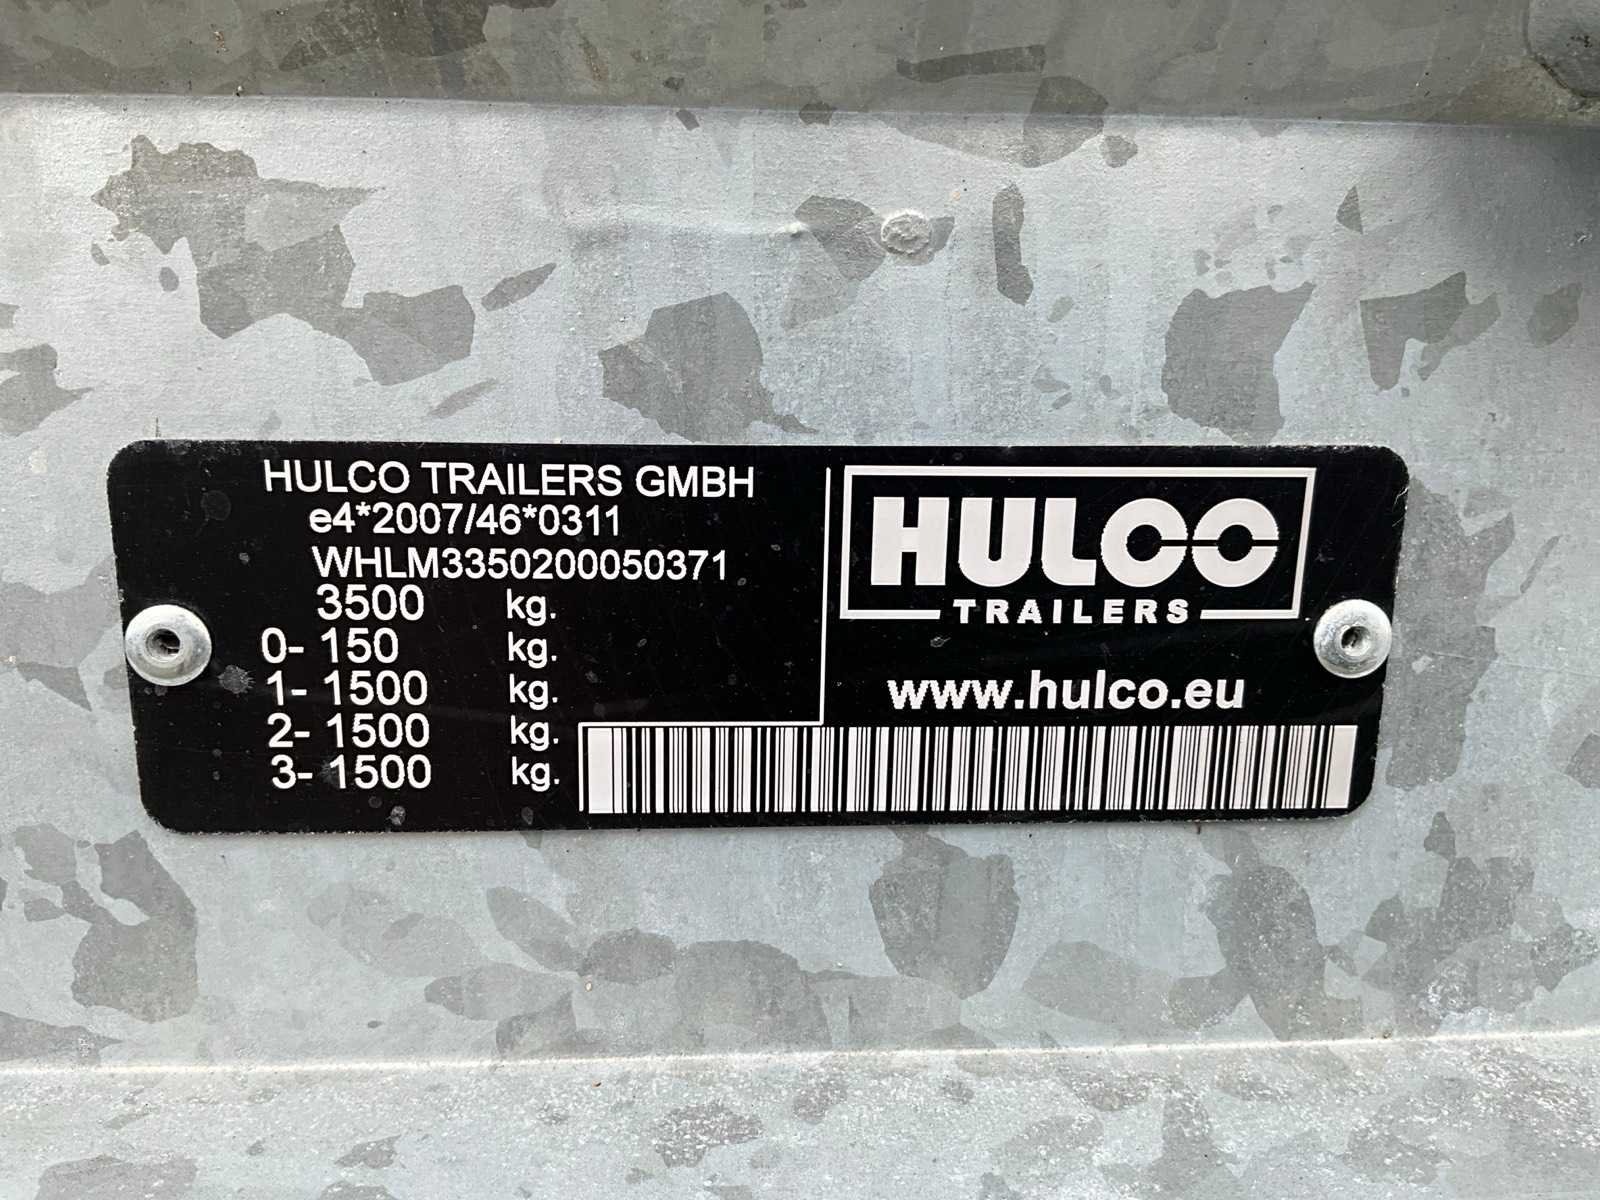 HULCO TRAILERS GMBH
e4*2007/46*0311
WHLM3350200050371
3500 kg.
0- 150 kg.
1- 1500 kg.
2- 1500 kg.
3- 1500 kg.
HULCO
TRAILERS
www.hulco.eu